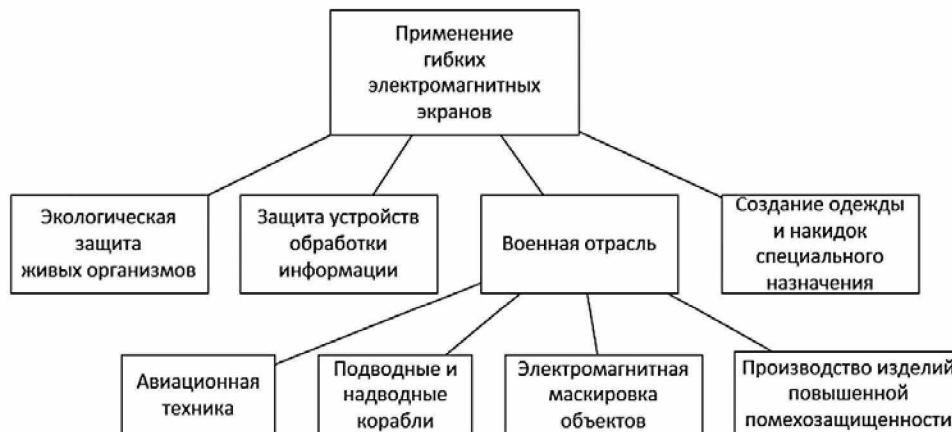 Применение
гибких
электромагнитных
экранов
Экологическая
защита
живых организмов
Защита устройств
обработки
информации
Военная отрасль
Создание одежды
и накидок
специального
назначения
Авиационная
техника
Подводные и
надводные
корабли
Электромагнитная
маскировка
объектов
Производство изделий
повышенной
помехозащищенности